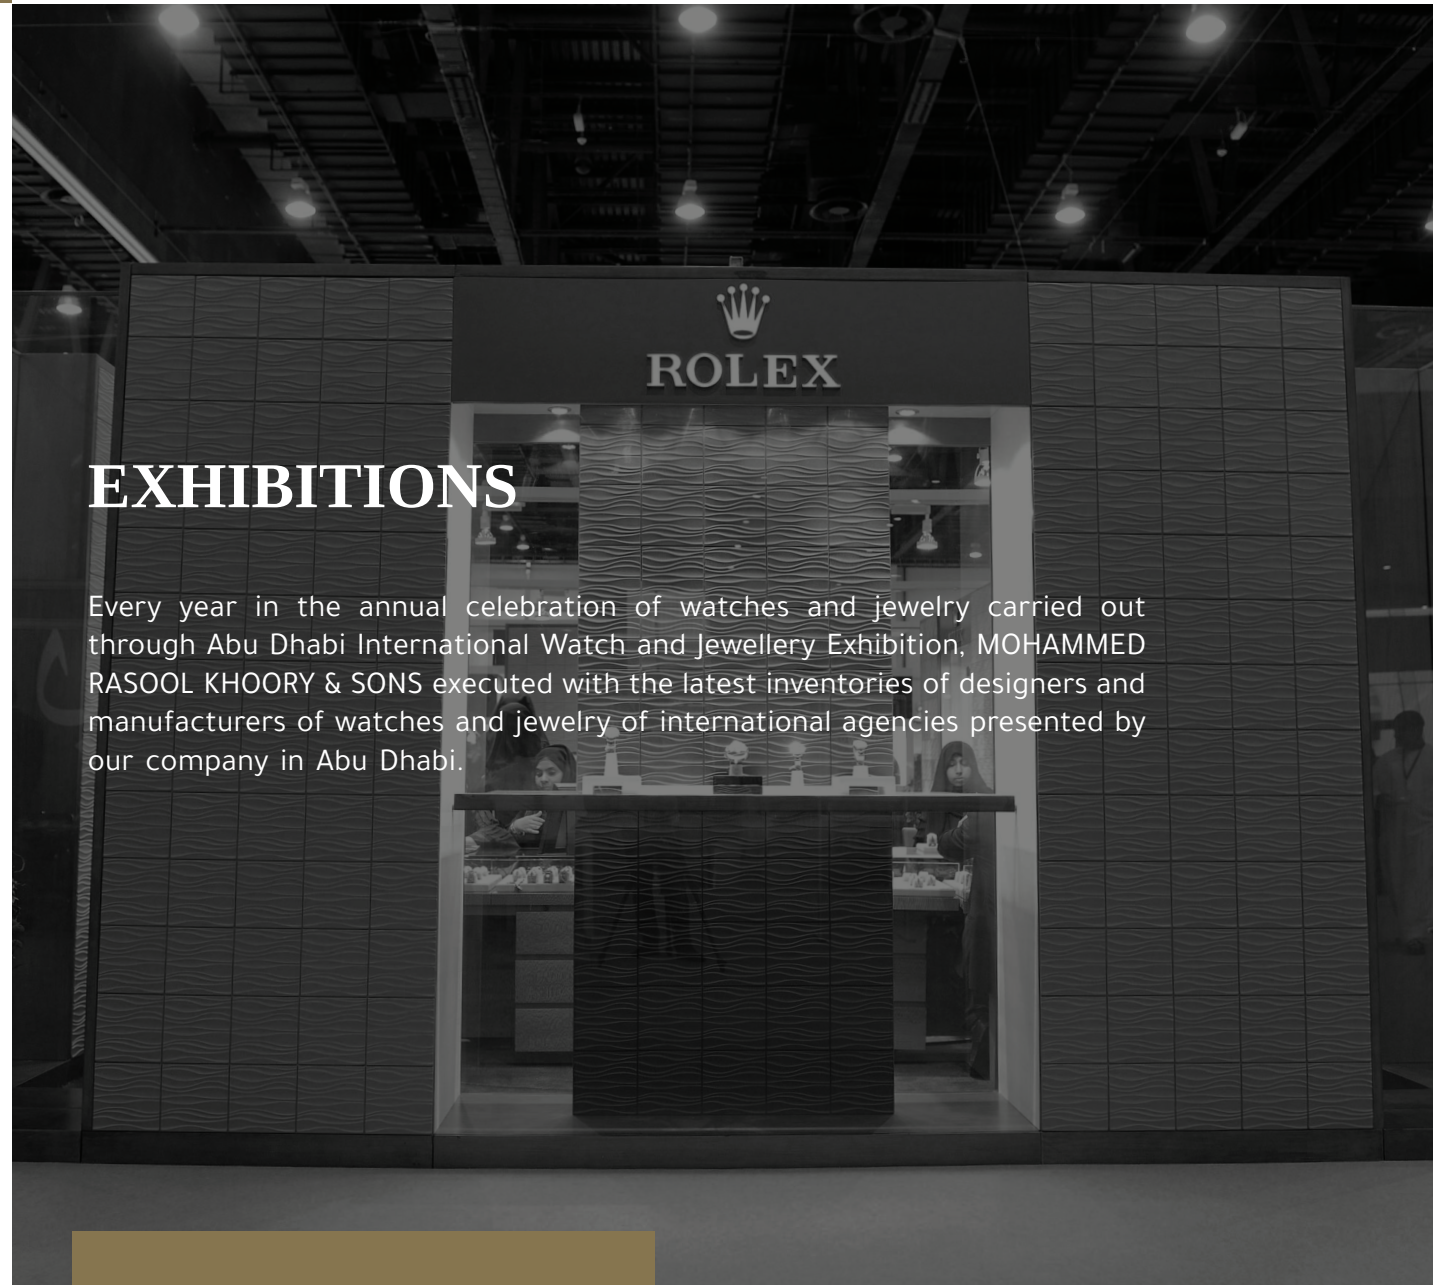 ROLEX
EXHIBITIONS
Every year in the annual celebration of watches and jewelry carried out
through Abu Dhabi International Watch and Jewellery Exhibition, MOHAMMED
RASOOL KHOORY & SONS executed with the latest inventories of designers and
manufacturers of watches and jewelry of international agencies presented by
our company in Abu Dhabi.